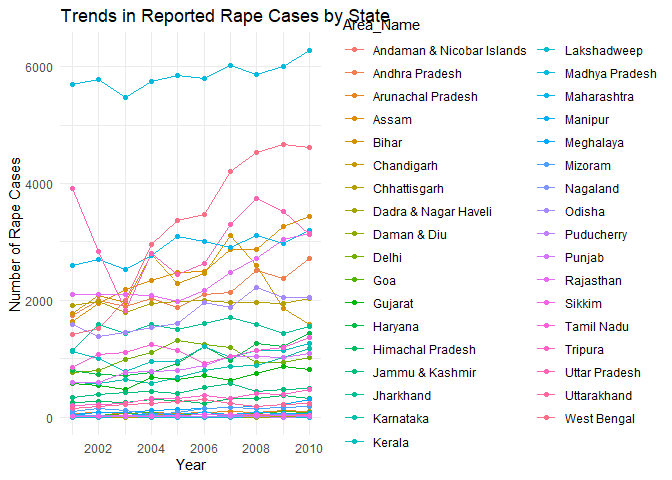 Trends in Reported Rape Cases by State
Area_Name
Andaman & Nicobar Islands
Andhra Pradesh
Arunachal Pradesh
Assam
Bihar
Chandigarh
Chhattisgarh
Dadra & Nagar Haveli
Daman & Diu
Delhi
Goa
Gujarat
Haryana
Himachal Pradesh
Jammu & Kashmir
Jharkhand
Karnataka
Kerala
Lakshadweep
Madhya Pradesh
Maharashtra
Manipur
Meghalaya
Mizoram
Nagaland
Odisha
Puducherry
Punjab
Rajasthan
Sikkim
Tamil Nadu
Tripura
Uttar Pradesh
Uttarakhand
West Bengal
Number of Rape Cases
6000
4000
2000
0
2002 2004 2006 2008 2010
Year